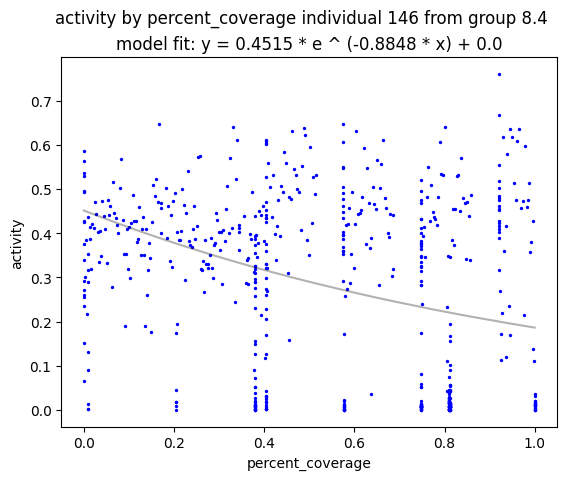 activity by percent_coverage individual 146 from group 8.4
model fit: y = 0.4515 * e ^ (-0.8848 * x) + 0.0
0.7
0.6
0.5
0.4
0.3
0.2
0.1
0.0
activity
0.0 0.2 0.4 0.6 0.8 1.0
percent_coverage